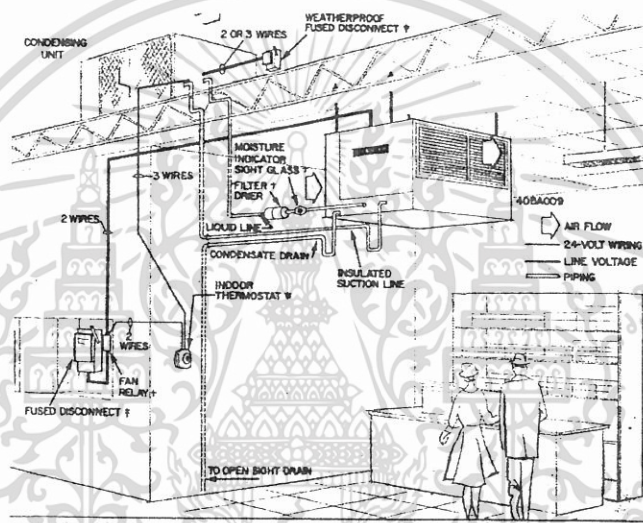 WEATHERPROOF
FUSED DISCONNECT ‡
2 OR 3 WIRES
CONDENSING
UNIT
MOISTURE
INDICATOR
SIGHT GLASS †
FILTER †
DRIER
3 WIRES
2 WIRES
LIQUID LINE
CONDENSATE DRAIN
INSULATED
SUCTION LINE
40BA009
AIR FLOW
24-VOLT WIRING
LINE VOLTAGE
PIPING
INDOOR
THERMOSTAT
2
WIRES
FAN
RELAY †
FUSED DISCONNECT ‡
TO OPEN SIGHT DRAIN